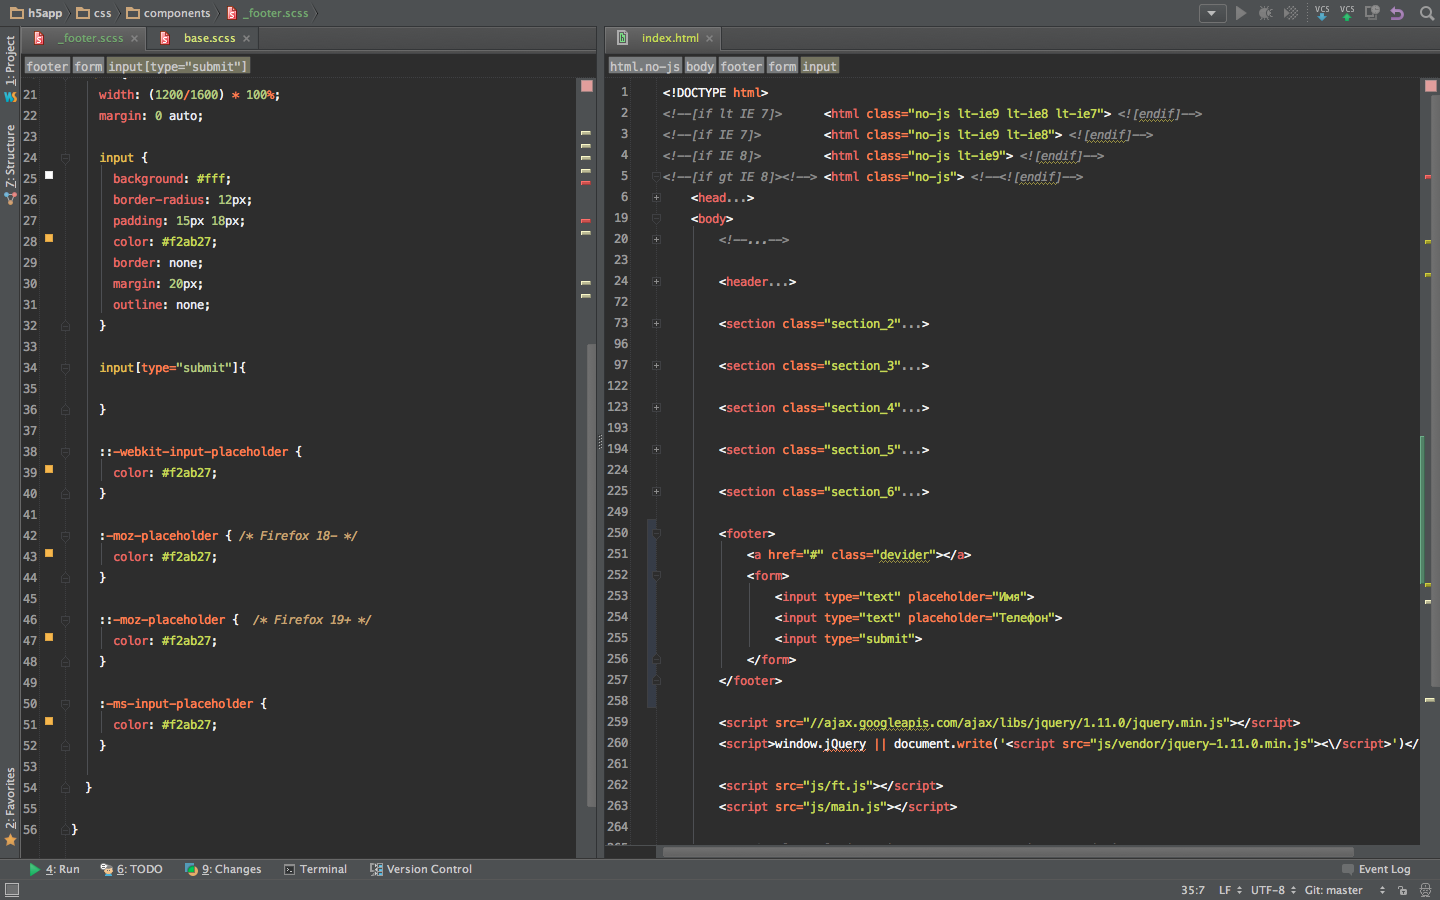 h5app css components _footer.scss
1: Project
Z: Structure
2: Favorites
_footer.scss base.scss
footer form input[type="submit"]
21 width: (1200/1600) * 100%;
22 margin: 0 auto;
23
24 input {
25 background: #fff;
26 border-radius: 12px;
27 padding: 15px 18px;
28 color: #f2ab27;
29 border: none;
30 margin: 20px;
31 outline: none;
32 }
33
34 input[type="submit"]{
35
36 }
37
38 ::-webkit-input-placeholder {
39 color: #f2ab27;
40 }
41
42 :-moz-placeholder { /* Firefox 18- */
43 color: #f2ab27;
44 }
45
46 ::-moz-placeholder {  /* Firefox 19+ */
47 color: #f2ab27;
48 }
49
50 :-ms-input-placeholder {
51 color: #f2ab27;
52 }
53
54 }
55
56 }
index.html
html.no-js body footer form input
1 <!DOCTYPE html>
2 <!--[if lt IE 7]>      <html class="no-js lt-ie9 lt-ie8 lt-ie7"> <![endif]-->
3 <!--[if IE 7]>         <html class="no-js lt-ie9 lt-ie8"> <![endif]-->
4 <!--[if IE 8]>         <html class="no-js lt-ie9"> <![endif]-->
5 <!--[if gt IE 8]><!--> <html class="no-js"> <!--<![endif]-->
6 <head...>
19 <body>
20 <!--...-->
23
24 <header...>
72
73 <section class="section_2"...>
96
97 <section class="section_3"...>
122
123 <section class="section_4"...>
193
194 <section class="section_5"...>
224
225 <section class="section_6"...>
249
250 <footer>
251 <a href="#" class="devider"></a>
252 <form>
253 <input type="text" placeholder="Имя">
254 <input type="text" placeholder="Телефон">
255 <input type="submit">
256 </form>
257 </footer>
258
259 <script src="//ajax.googleapis.com/ajax/libs/jquery/1.11.0/jquery.min.js"></script>
260 <script>window.jQuery || document.write('<script src="js/vendor/jquery-1.11.0.min.js"><\/script>')</
261
262 <script src="js/ft.js"></script>
263 <script src="js/main.js"></script>
264
VCS VCS
4: Run 6: TODO 9: Changes Terminal Version Control Event Log
35:7 LF UTF-8 Git: master